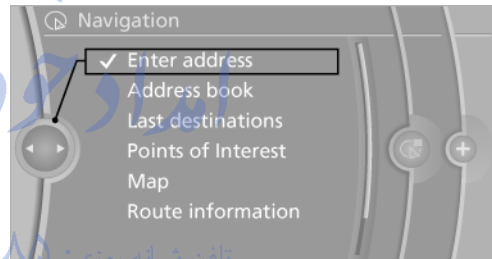 Navigation
Enter address
Address book
Last destinations
Points of Interest
Map
Route information